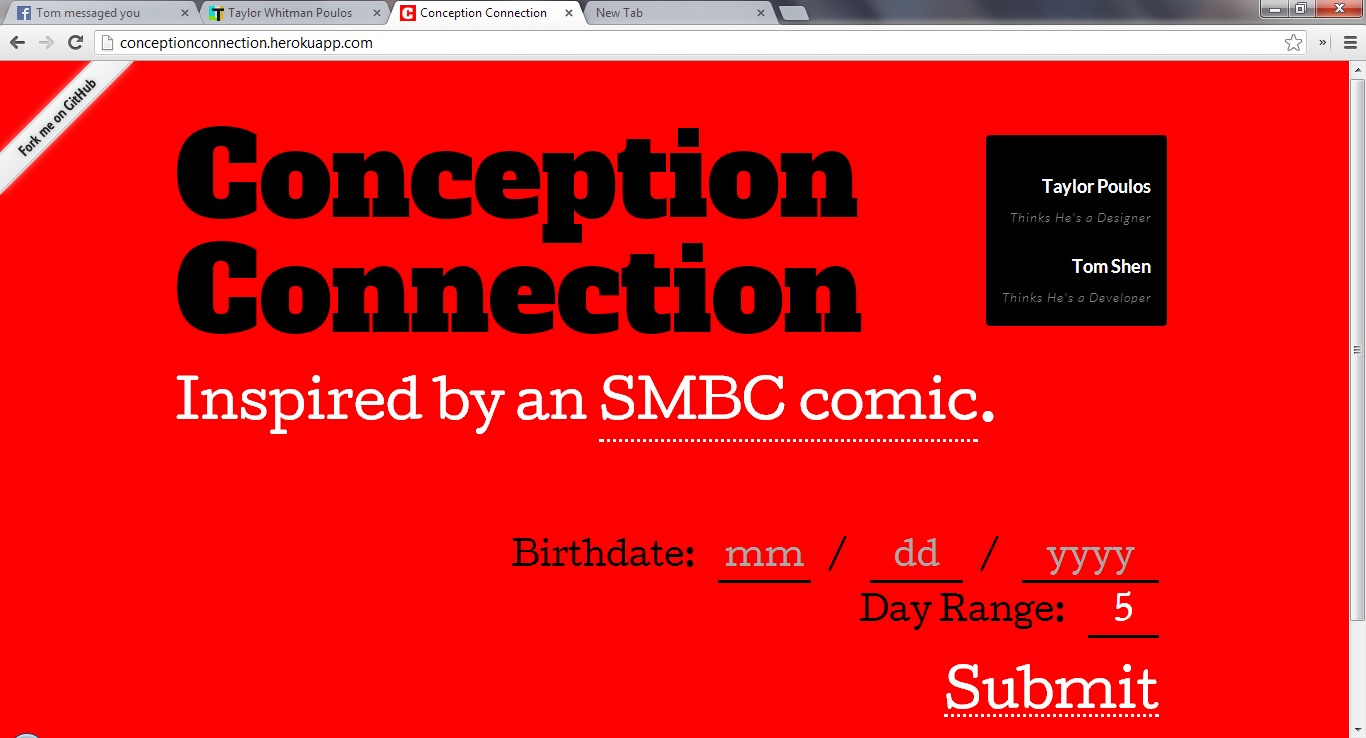 Tom messaged you
Taylor Whitman Poulos
Conception Connection
New Tab
conceptionconnection.herokuapp.com
Fork me on GitHub
Conception
Connection
Taylor Poulos
Thinks He's a Designer
Tom Shen
Thinks He's a Developer
Inspired by an SMBC comic.
Birthdate: mm / dd / yyyy
Day Range: 5
Submit